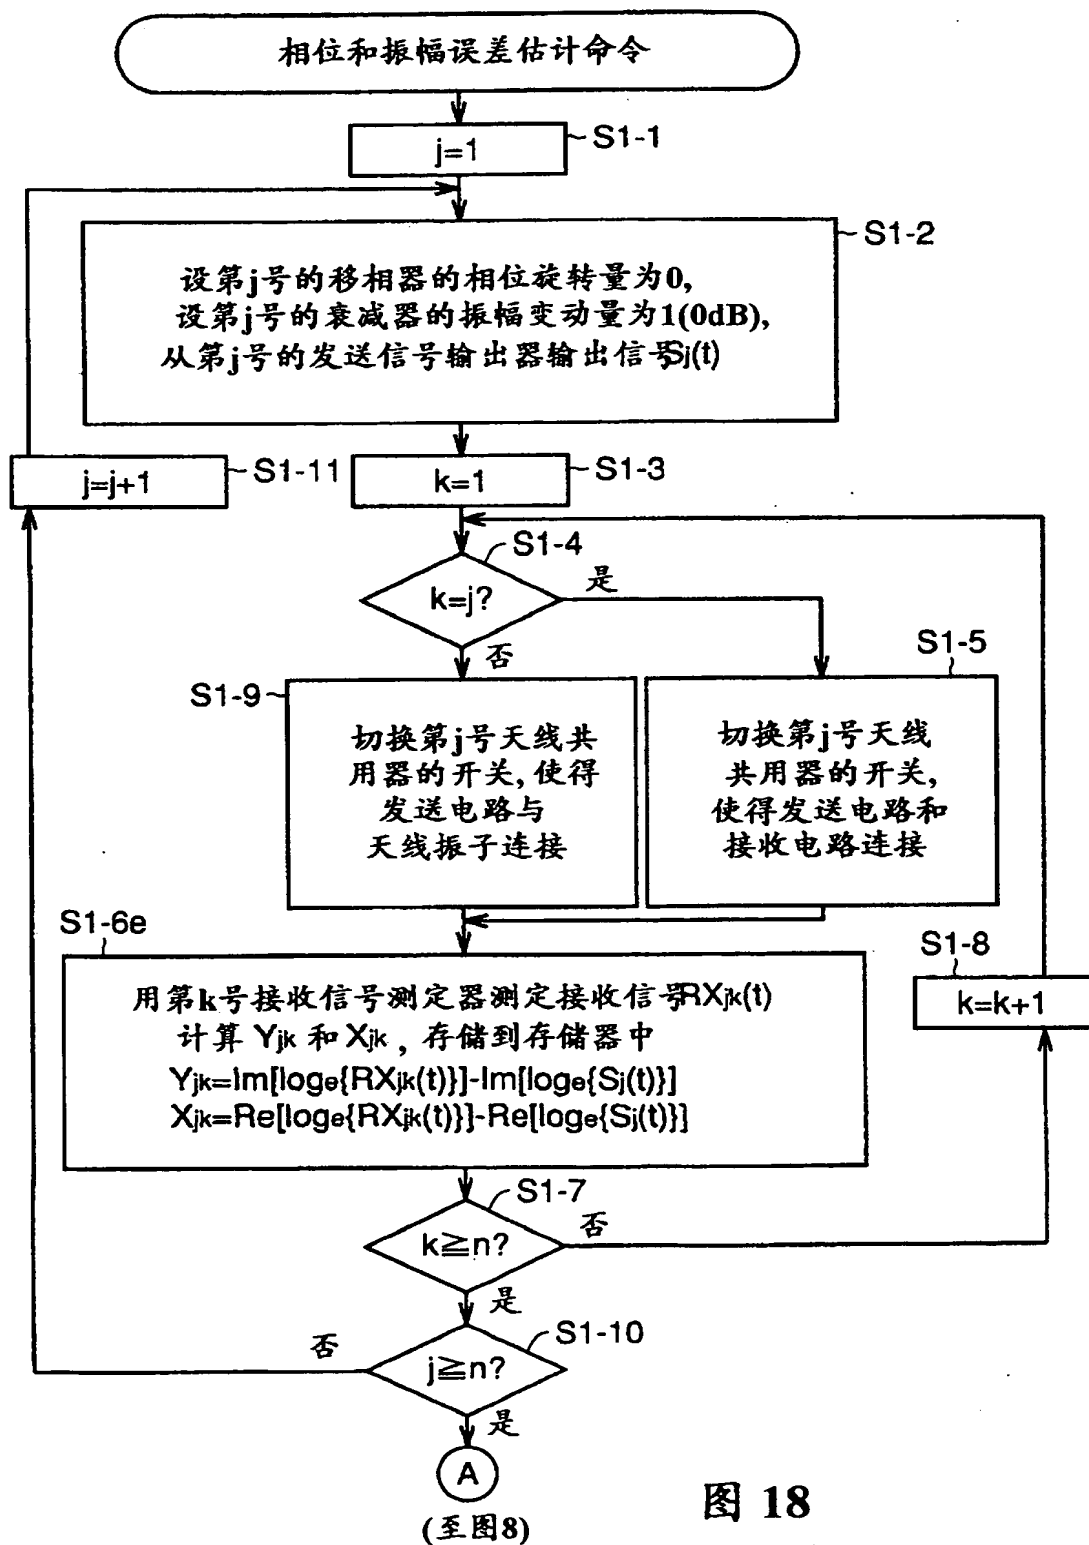 相位和振幅误差估计命令
j=1
S1-1
S1-2
设第j号的移相器的相位旋转量为0,
设第j号的衰减器的振幅变动量为1(0dB),
从第j号的发送信号输出器输出信号Sj(t)
j=j+1
S1-11
k=1
S1-3
S1-4
k=j?
是
否
S1-9
切换第j号天线共
用器的开关,使得
发送电路与
天线振子连接
S1-5
切换第j号天线
共用器的开关,
使得发送电路和
接收电路连接
S1-6e
用第k号接收信号测定器测定接收信号RXjk(t)
计算 Yjk 和 Xjk , 存储到存储器中
Yjk=Im[loge{RXjk(t)}]-Im[loge{Sj(t)}]
Xjk=Re[loge{RXjk(t)}]-Re[loge{Sj(t)}]
S1-8
k=k+1
S1-7
k≧n?
否
是
S1-10
j≧n?
否
是
A
(至图8)
图 18